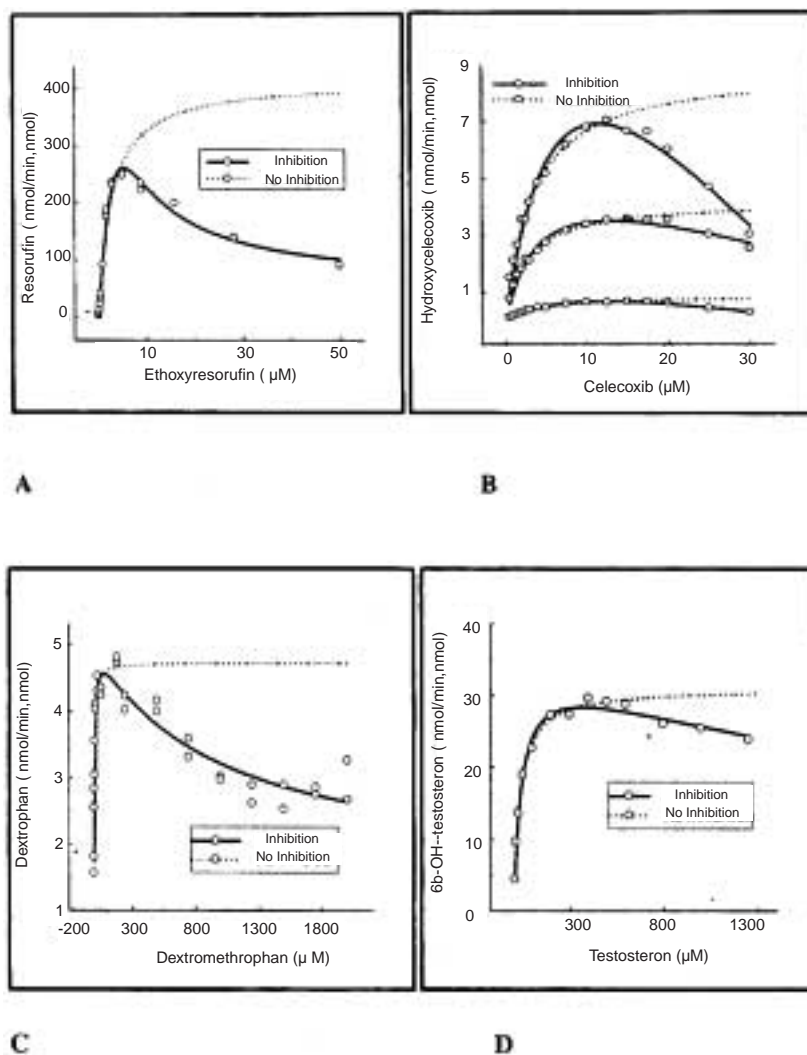 Resorufin ( nmol/min,nmol)
400
300
200
100
0
Inhibition
No Inhibition
10
30
50
Ethoxyresorufin ( µM)
A
Hydroxycelecoxib ( nmol/min,nmol)
9
7
5
3
1
Inhibition
No Inhibition
0
10
20
30
Celecoxib (µM)
B
Dextrophan ( nmol/min,nmol)
5
4
3
2
1
Inhibition
No Inhibition
-200
300
800
1300
1800
Dextromethrophan (µ M)
C
6b-OH--testosteron ( nmol/min,nmol)
40
30
20
10
0
Inhibition
No Inhibition
300
800
1300
Testosteron (µM)
D